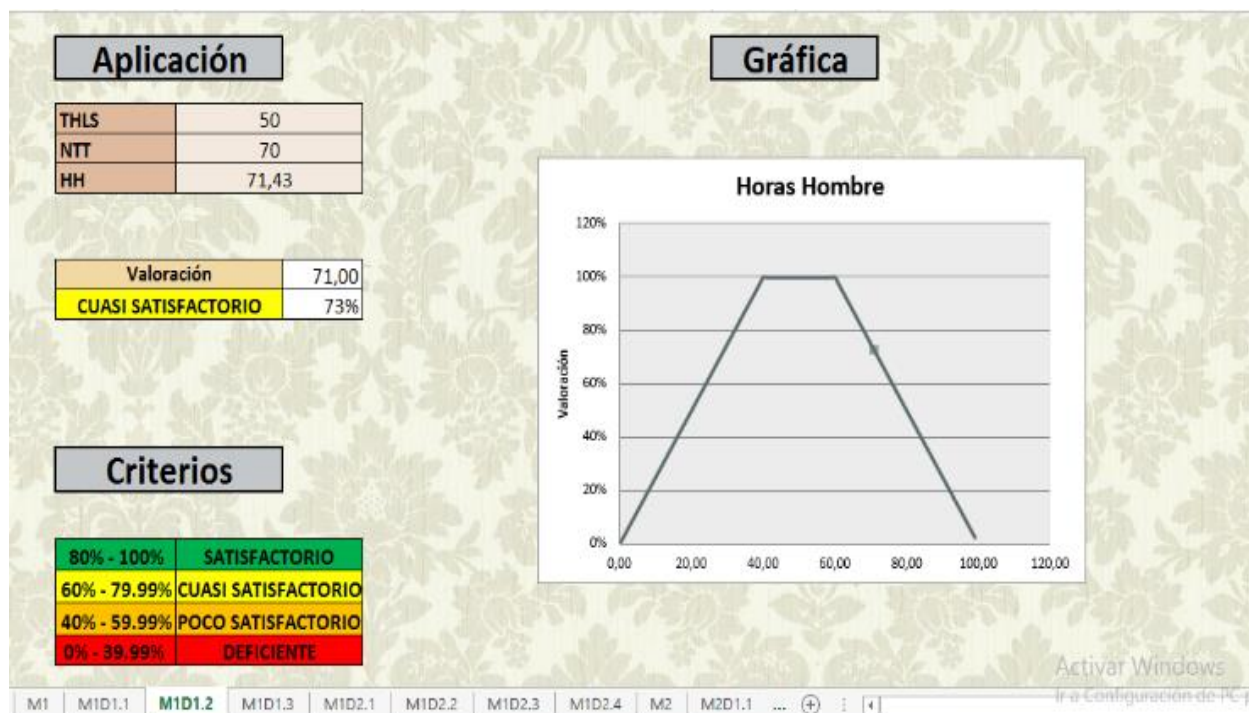 Aplicación
THLS 50
NTT 70
HH 71,43
Valoración 71,00
CUASI SATISFACTORIO 73%
Criterios
80% - 100% SATISFACTORIO
60% - 79.99% CUASI SATISFACTORIO
40% - 59.99% POCO SATISFACTORIO
0% - 39,99% DEFICIENTE
Gráfica
Horas Hombre
Valoración
120%
100%
80%
60%
40%
20%
0%
0,00 20,00 40,00 60,00 80,00 100,00 120,00
Activar Windows
Ir a Configuración de PC
M1 M1D1.1 M1D1.2 M1D1.3 M1D2.1 M1D2.2 M1D2.3 M1D2.4 M2 M2D1.1 ...